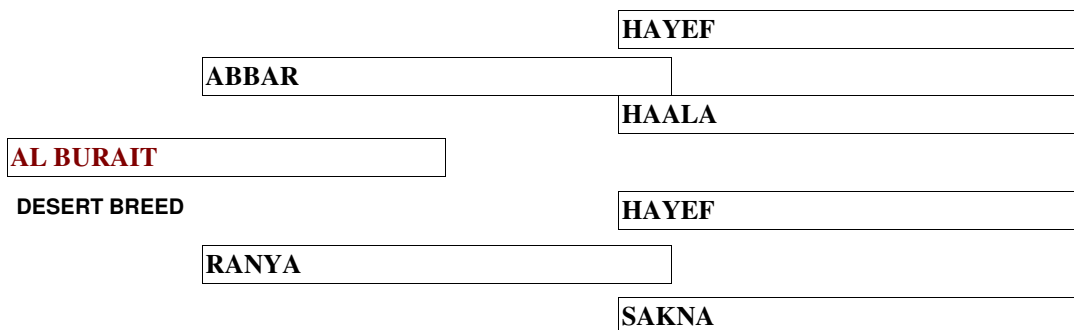 HAYEF
ABBAR
HAALA
AL BURAIT
DESERT BREED
HAYEF
RANYA
SAKNA